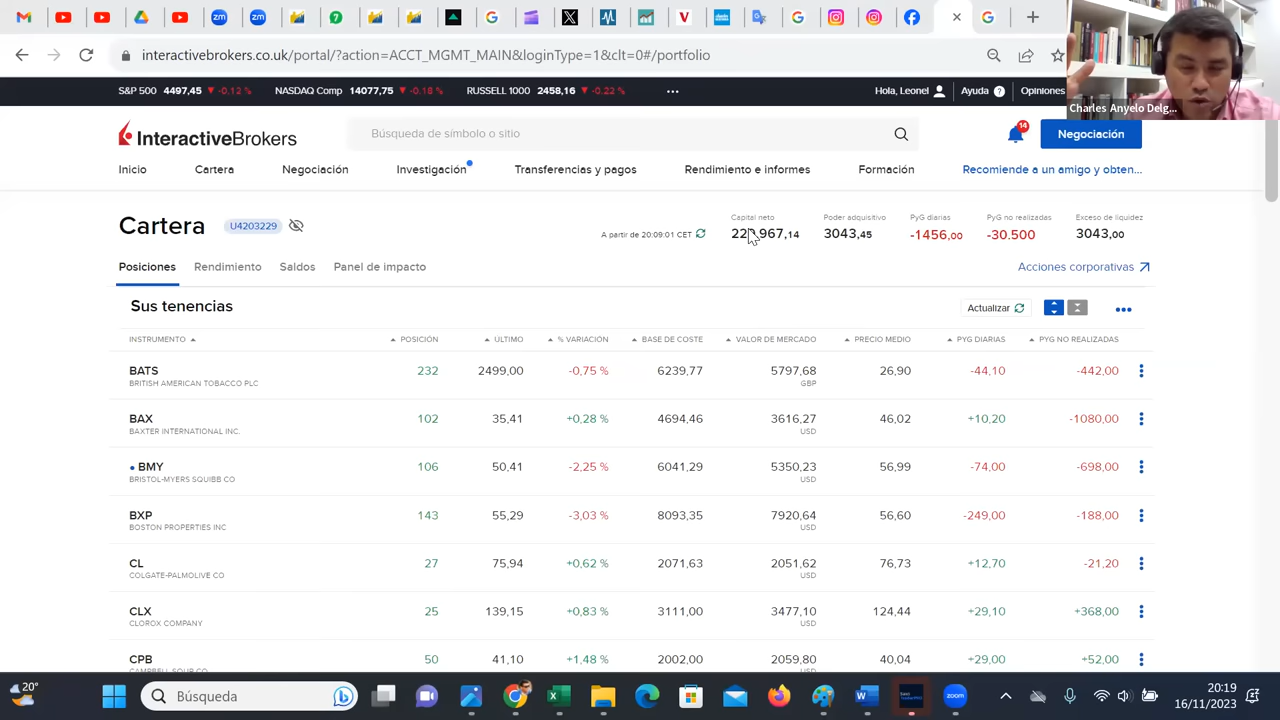 interactivebrokers.co.uk/portal/?action=ACCT_MGMT_MAIN&loginType=1&clt=0#/portfolio
Charles Anyelo Delg...
S&P 500 4497,45 ▼ -0,12 % NASDAQ Comp 14077,75 ▼ -0,18 % RUSSELL 1000 2458,16 ▼ -0,22 % ••• Hola, Leonel Ayuda ? Opiniones
InteractiveBrokers Búsqueda de símbolo o sitio 14 Negociación
Inicio Cartera Negociación Investigación Transferencias y pagos Rendimiento e informes Formación Recomiende a un amigo y obten...
Capital neto Poder adquisitivo PyG diarias PyG no realizadas Exceso de liquidez
Cartera U4203229 A partir de 20:09:01 CET 3043,45 -1456,00 -30.500 3043,00
Posiciones Rendimiento Saldos Panel de impacto Acciones corporativas
Sus tenencias Actualizar •••
INSTRUMENTO POSICIÓN ÚLTIMO % VARIACIÓN BASE DE COSTE VALOR DE MERCADO PRECIO MEDIO PYG DIARIAS PYG NO REALIZADAS
BATS 232 2499,00 -0,75 % 6239,77 5797,68 26,90 -44,10 -442,00
BRITISH AMERICAN TOBACCO PLC GBP
BAX 102 35,41 +0,28 % 4694,46 3616,27 46,02 +10,20 -1080,00
BAXTER INTERNATIONAL INC. USD
• BMY 106 50,41 -2,25 % 6041,29 5350,23 56,99 -74,00 -698,00
BRISTOL-MYERS SQUIBB CO USD
BXP 143 55,29 -3,03 % 8093,35 7920,64 56,60 -249,00 -188,00
BOSTON PROPERTIES INC USD
CL 27 75,94 +0,62 % 2071,63 2051,62 76,73 +12,70 -21,20
COLGATE-PALMOLIVE CO USD
CLX 25 139,15 +0,83 % 3111,00 3477,10 124,44 +29,10 +368,00
CLOROX COMPANY USD
CPB 50 41,10 +1,48 % 2002,00 2059,80 40,04 +29,00 +52,00
CAMPBELL SOUP CO USD
20° Búsqueda 20:19
16/11/2023